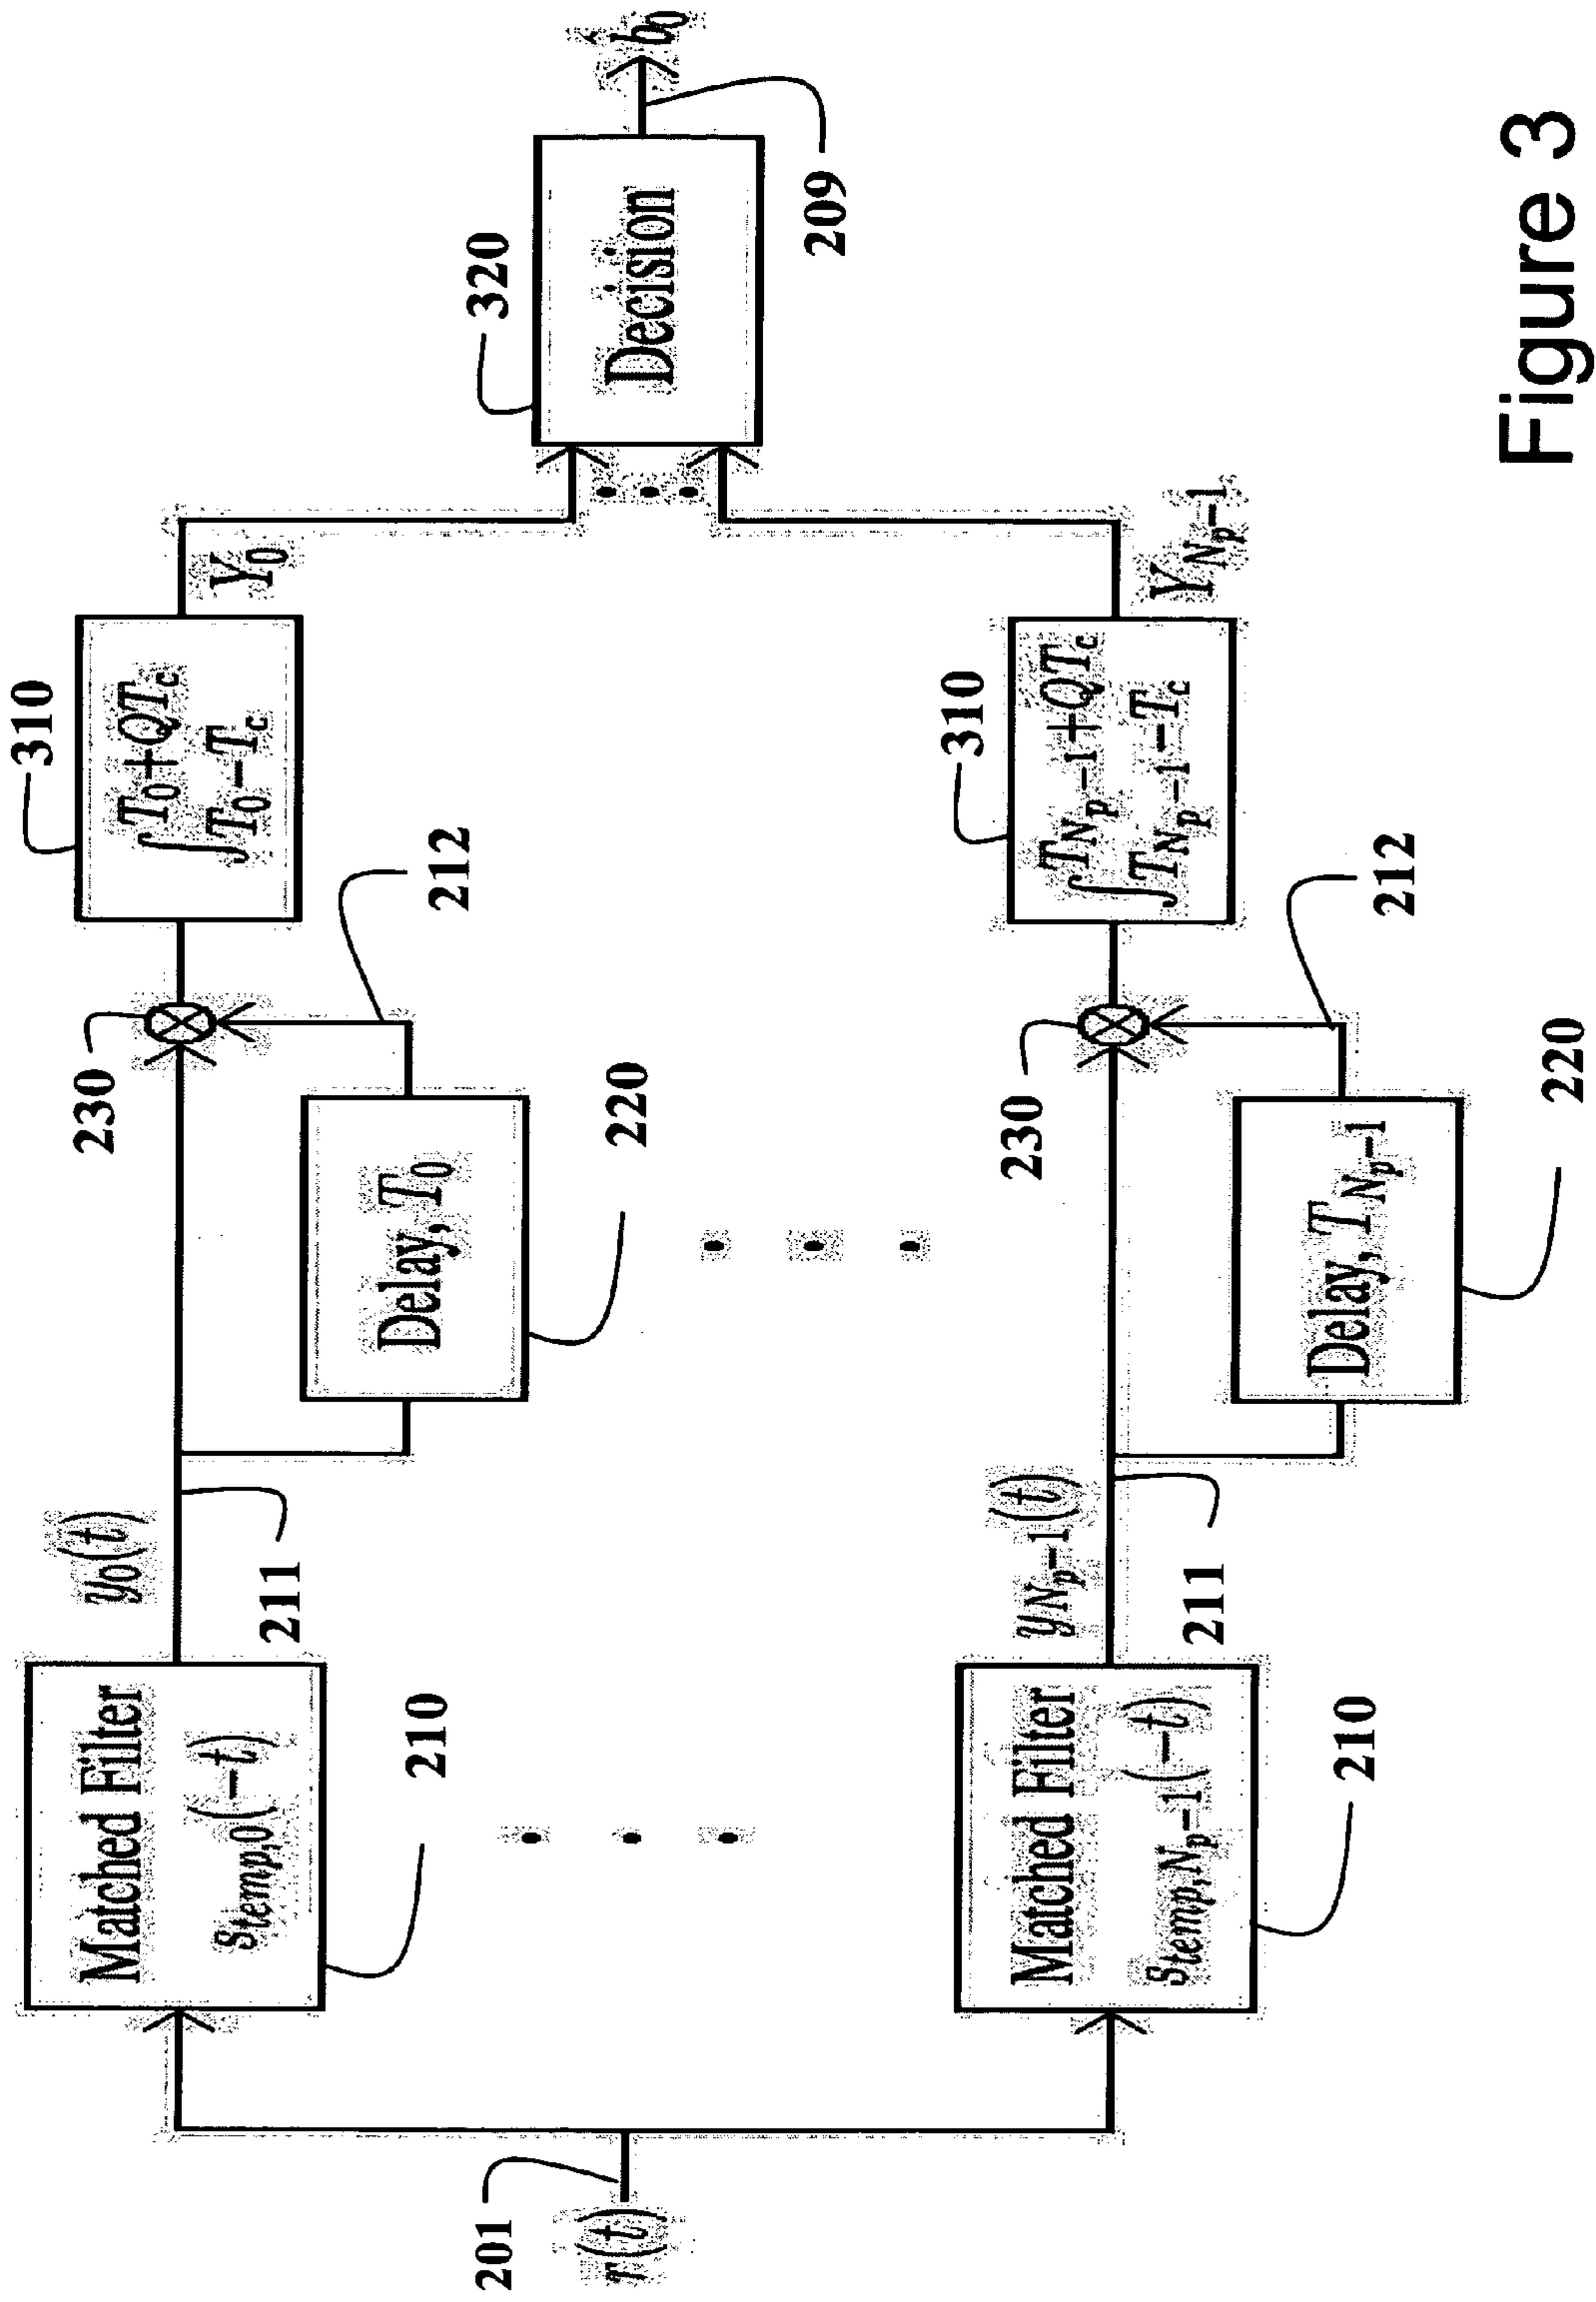 201
r(t)
Matched Filter
s_{temp,0}(−t)
210
y_0(t)
211
Delay, T_0
220
230
212
310
∫_{T_0−T_c}^{T_0+QT_c}
Y_0
Matched Filter
s_{temp,N_p−1}(−t)
210
y_{N_p−1}(t)
211
Delay, T_{N_p−1}
220
230
212
310
∫_{T_{N_p−1}−T_c}^{T_{N_p−1}+QT_c}
Y_{N_p−1}
320
Decision
209
b̂_0
Figure 3